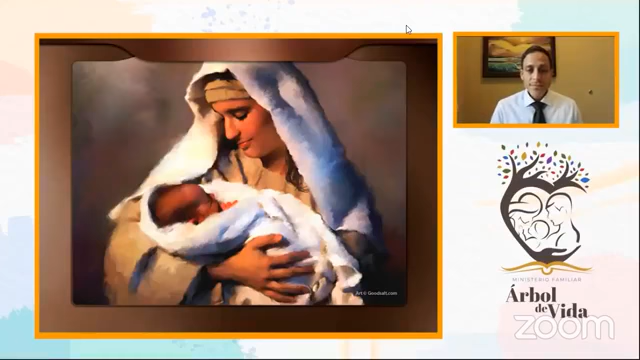 Art © Goodsalt.com
MINISTERIO FAMILIAR
Árbol
de Vida
zoom